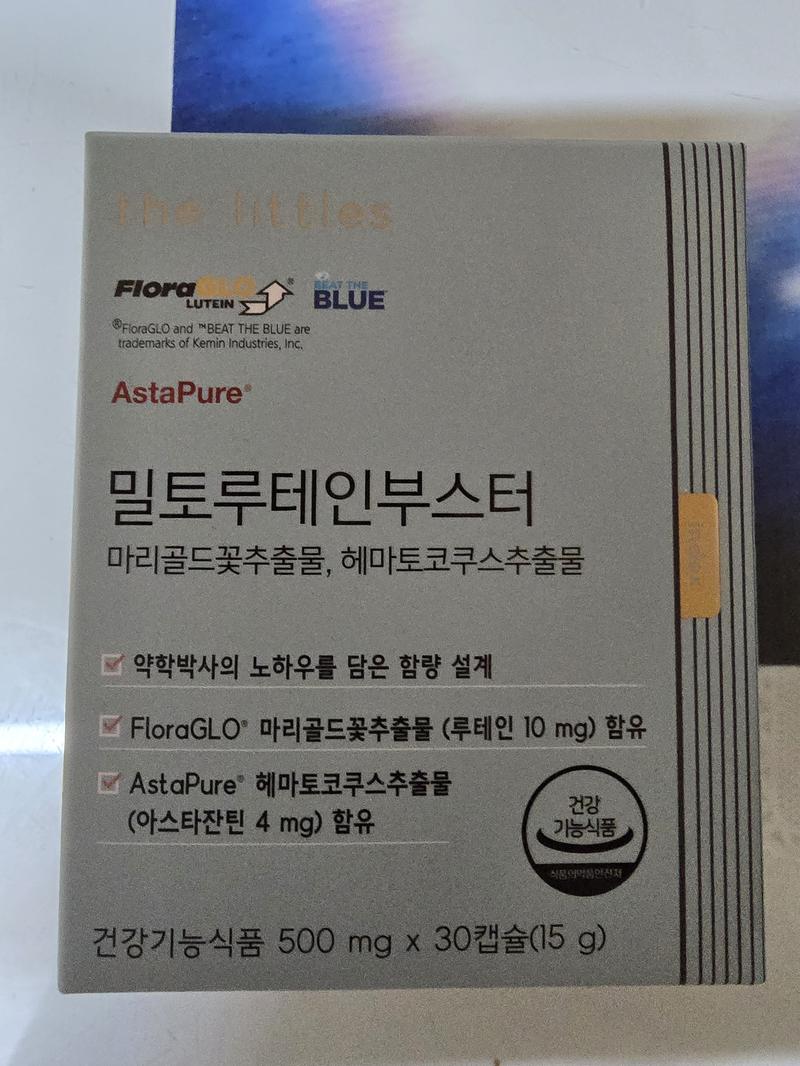 the littles
FloraGLO®
LUTEIN
BEAT THE
BLUE™
®FloraGLO and ™BEAT THE BLUE are
trademarks of Kemin Industries, Inc.
AstaPure®
밀토루테인부스터
마리골드꽃추출물, 헤마토코쿠스추출물
약학박사의 노하우를 담은 함량 설계
FloraGLO® 마리골드꽃추출물 (루테인 10 mg) 함유
AstaPure® 헤마토코쿠스추출물
(아스타잔틴 4 mg) 함유
건강
기능식품
식품의약품안전처
건강기능식품 500 mg x 30캡슐(15 g)
index